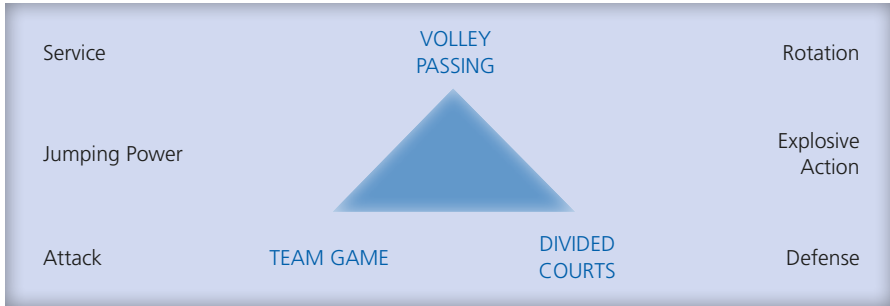 Service
VOLLEY
PASSING
Rotation
Jumping Power
Explosive
Action
Attack
TEAM GAME
DIVIDED
COURTS
Defense